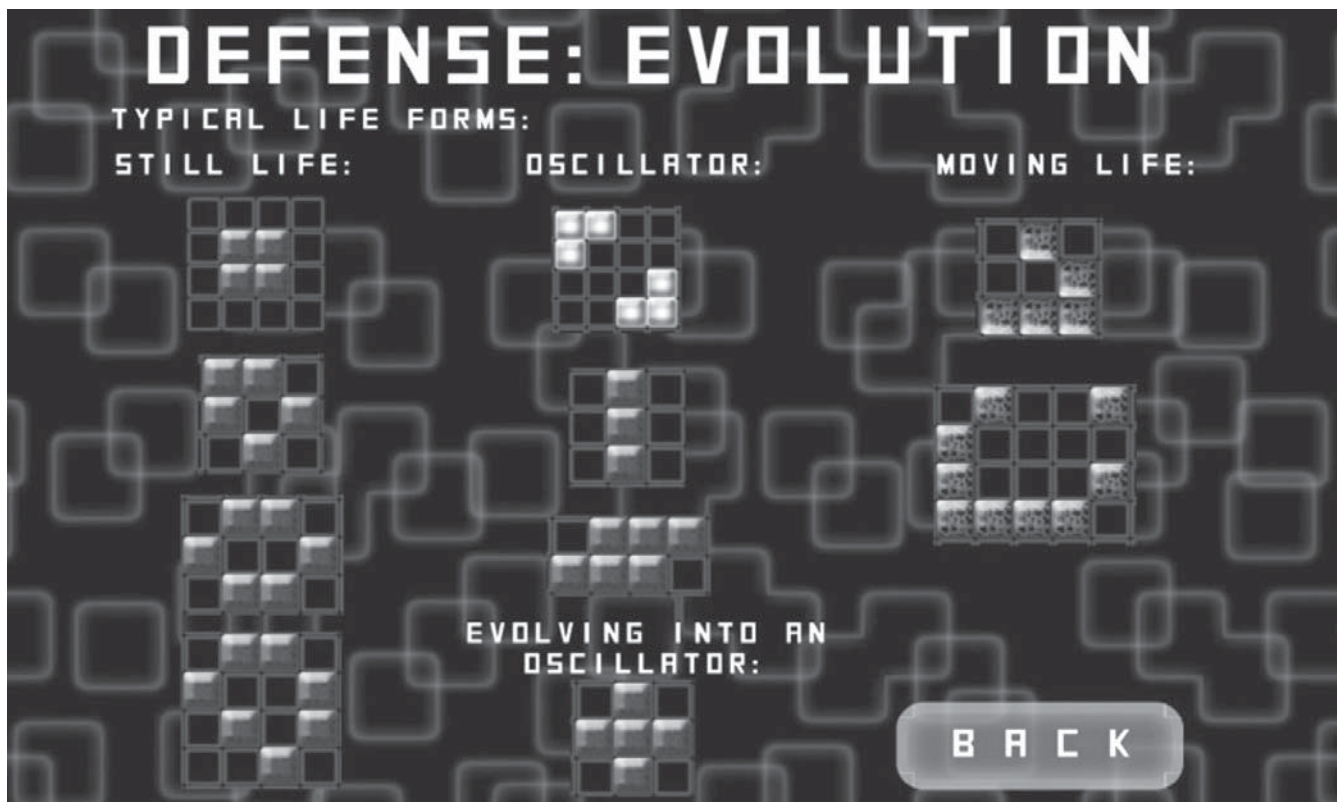 DEFENSE: EVOLUTION
TYPICAL LIFE FORMS:
STILL LIFE:
OSCILLATOR:
MOVING LIFE:
EVOLVING INTO AN
OSCILLATOR:
BACK